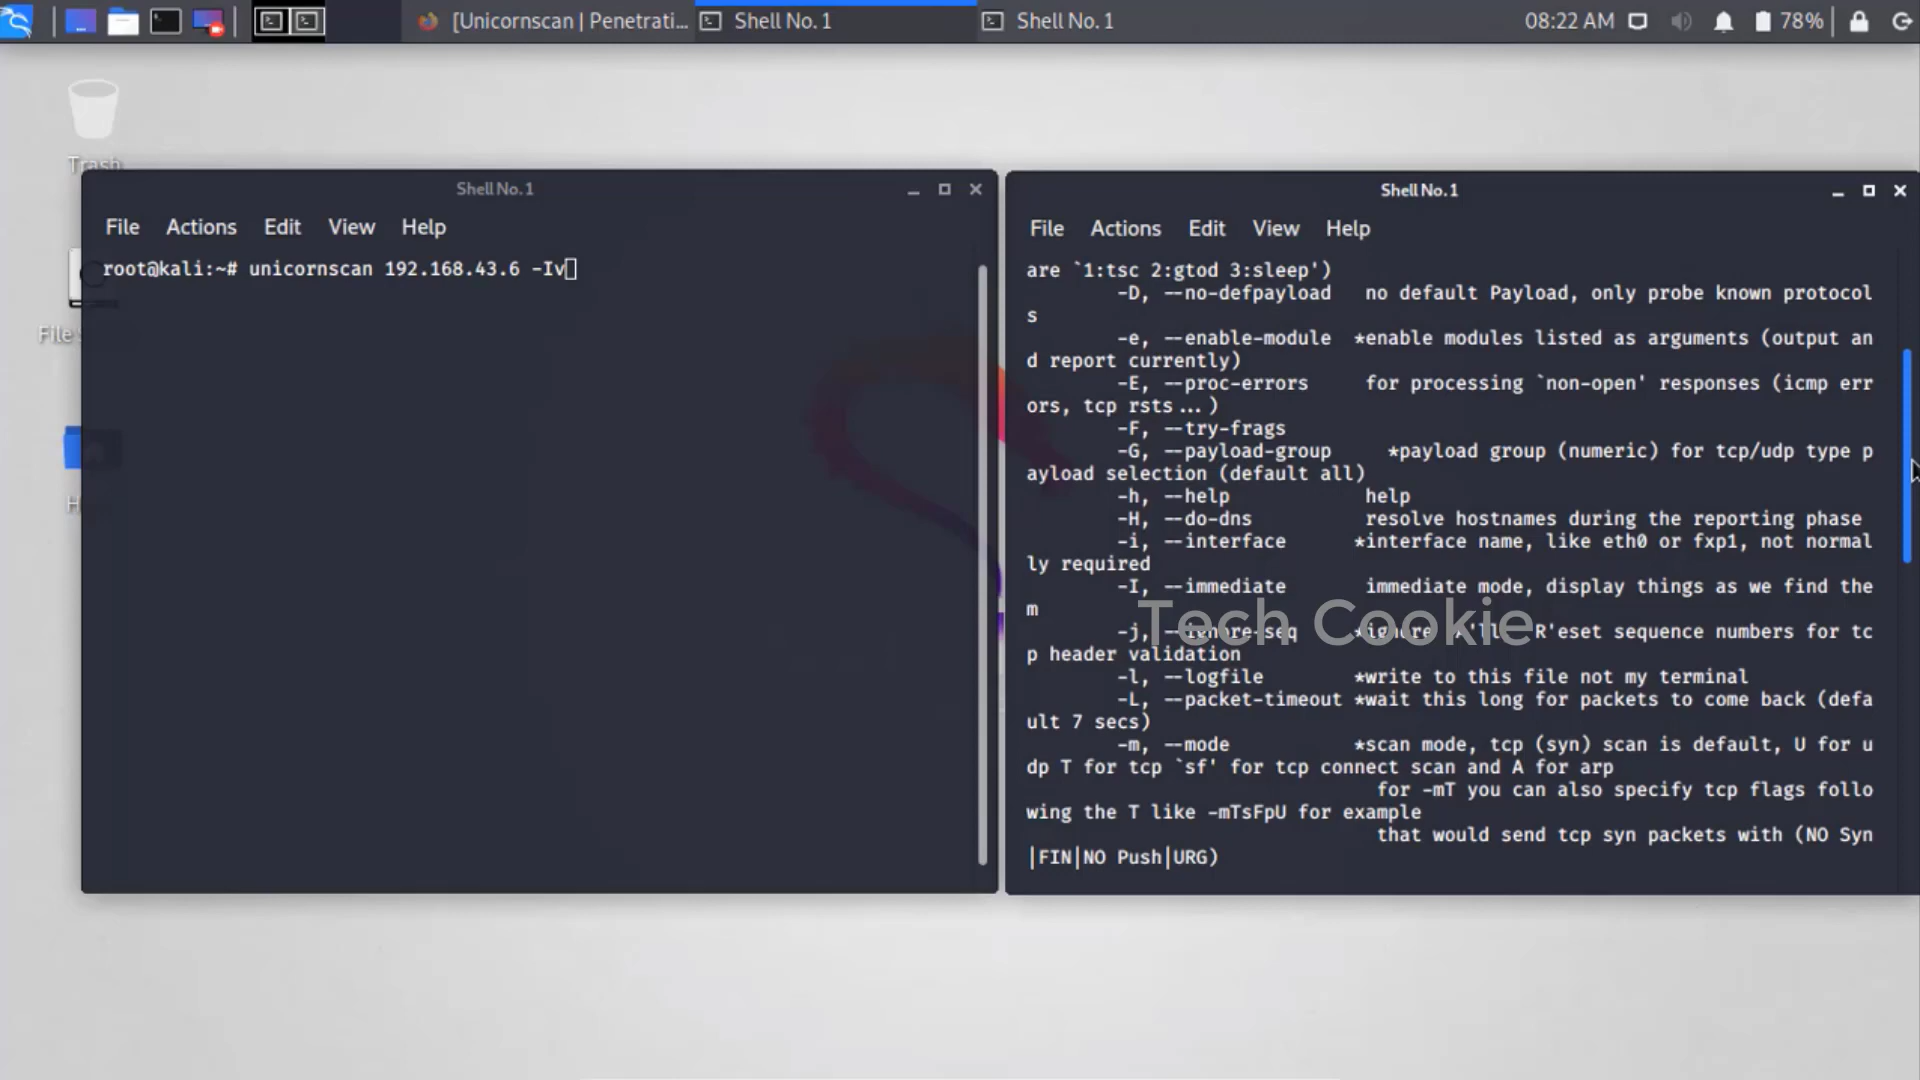 [Unicornscan | Penetrati...
Shell No. 1
Shell No. 1
08:22 AM
78%
Trash
Shell No. 1
File Actions Edit View Help
root@kali:~# unicornscan 192.168.43.6 -Iv
File
Shell No. 1
File Actions Edit View Help
are `1:tsc 2:gtod 3:sleep')
-D, --no-defpayload no default Payload, only probe known protocol
s
-e, --enable-module *enable modules listed as arguments (output an
d report currently)
-E, --proc-errors for processing `non-open' responses (icmp err
ors, tcp rsts...)
-F, --try-frags
-G, --payload-group *payload group (numeric) for tcp/udp type p
ayload selection (default all)
-h, --help help
-H, --do-dns resolve hostnames during the reporting phase
-i, --interface *interface name, like eth0 or fxp1, not normal
ly required
-I, --immediate immediate mode, display things as we find the
m
Tech Cookie
-j, --ignore-seq *ignore `A'll, `R'eset sequence numbers for tc
p header validation
-l, --logfile *write to this file not my terminal
-L, --packet-timeout *wait this long for packets to come back (defa
ult 7 secs)
-m, --mode *scan mode, tcp (syn) scan is default, U for u
dp T for tcp `sf' for tcp connect scan and A for arp
for -mT you can also specify tcp flags follo
wing the T like -mTsFpU for example
that would send tcp syn packets with (NO Syn
|FIN|NO Push|URG)